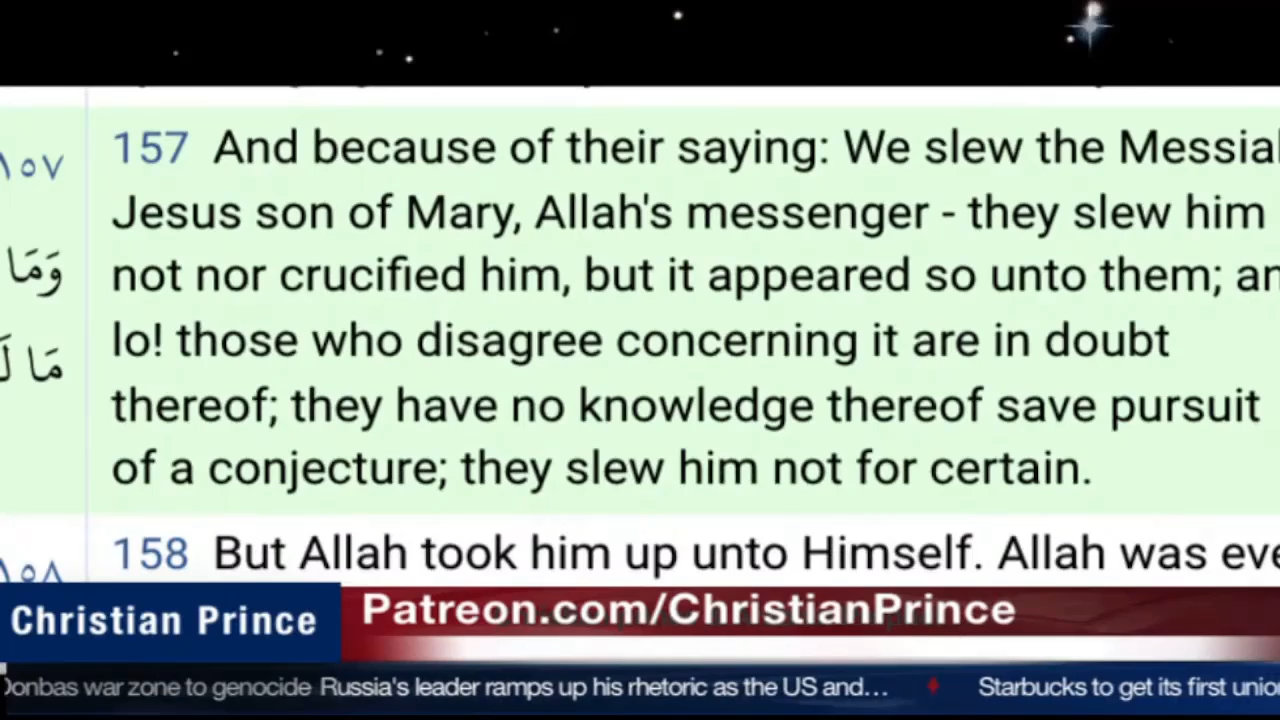 ١٥٧
157 And because of their saying: We slew the Messia
Jesus son of Mary, Allah's messenger - they slew him
وَمَا
not nor crucified him, but it appeared so unto them; an
lo! those who disagree concerning it are in doubt
مَا لَ
thereof; they have no knowledge thereof save pursuit
of a conjecture; they slew him not for certain.
١٥٨
158 But Allah took him up unto Himself. Allah was eve
Christian Prince
Patreon.com/ChristianPrince
Donbas war zone to genocide Russia's leader ramps up his rhetoric as the US and... Starbucks to get its first unio